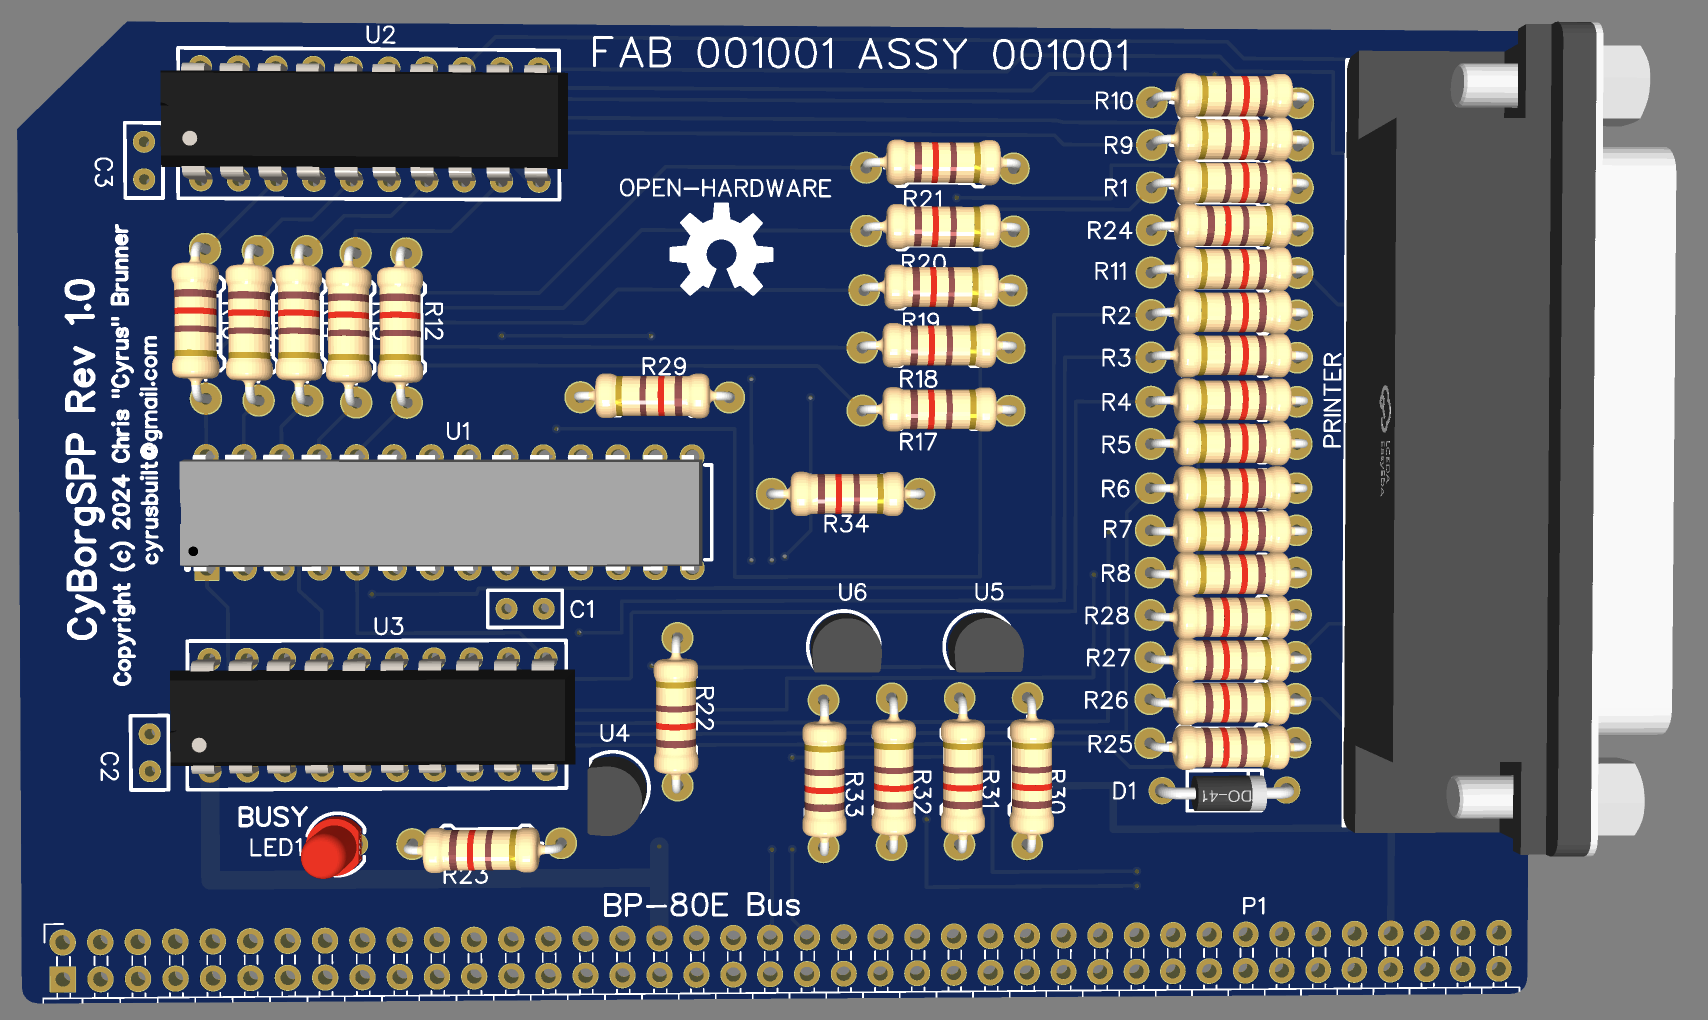 U2
FAB 001001 ASSY 001001
R10
R9
R1
R24
R11
R2
R3
R4
R5
R6
R7
R8
R28
R27
R26
R25
D1
DO-41
PRINTER
C3
OPEN-HARDWARE
R21
R20
R19
R18
R17
R12
R29
R34
CyBorgSPP Rev 1.0
Copyright (c) 2024 Chris "Cyrus" Brunner
cyrusbuilt@gmail.com
U1
C1
U3
C2
U6
U5
U4
R22
R33
R32
R31
R30
BUSY
LED1
R23
BP-80E Bus
P1